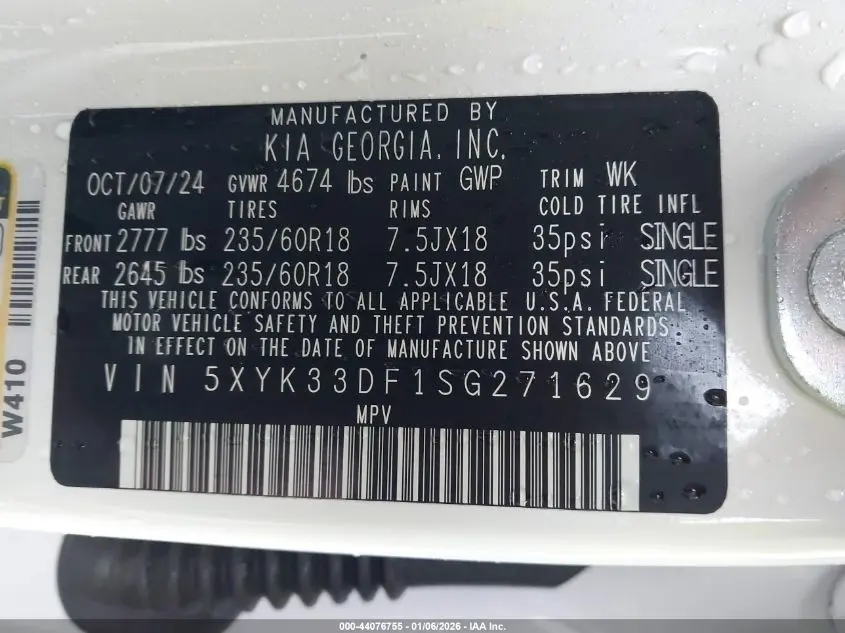 MANUFACTURED BY
KIA GEORGIA, INC.
OCT/07/24 GVWR 4674 lbs PAINT GWP TRIM WK
GAWR TIRES RIMS COLD TIRE INFL
FRONT 2777 lbs 235/60R18 7.5JX18 35psi SINGLE
REAR 2645 lbs 235/60R18 7.5JX18 35psi SINGLE
THIS VEHICLE CONFORMS TO ALL APPLICABLE U.S.A. FEDERAL
MOTOR VEHICLE SAFETY AND THEFT PREVENTION STANDARDS
IN EFFECT ON THE DATE OF MANUFACTURE SHOWN ABOVE
VIN 5XYK33DF1SG271629
MPV
W410
000-44076755 - 01/06/2026 - IAA Inc.